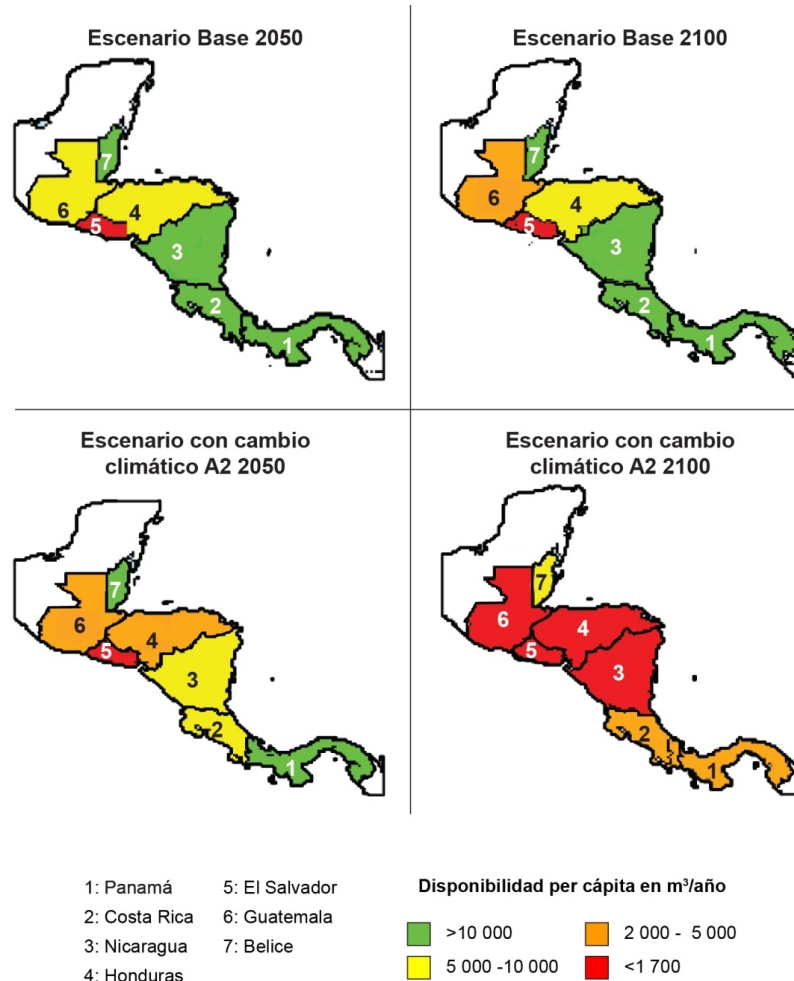 Escenario Base 2050
7
6
4
5
3
2
1
Escenario Base 2100
7
6
4
5
3
2
1
Escenario con cambio
climático A2 2050
7
6
4
5
3
2
1
Escenario con cambio
climático A2 2100
7
6
4
5
3
2
1
1: Panamá
2: Costa Rica
3: Nicaragua
4: Honduras
5: El Salvador
6: Guatemala
7: Belice
Disponibilidad per cápita en m³/año
>10 000
5 000 -10 000
2 000 - 5 000
<1 700